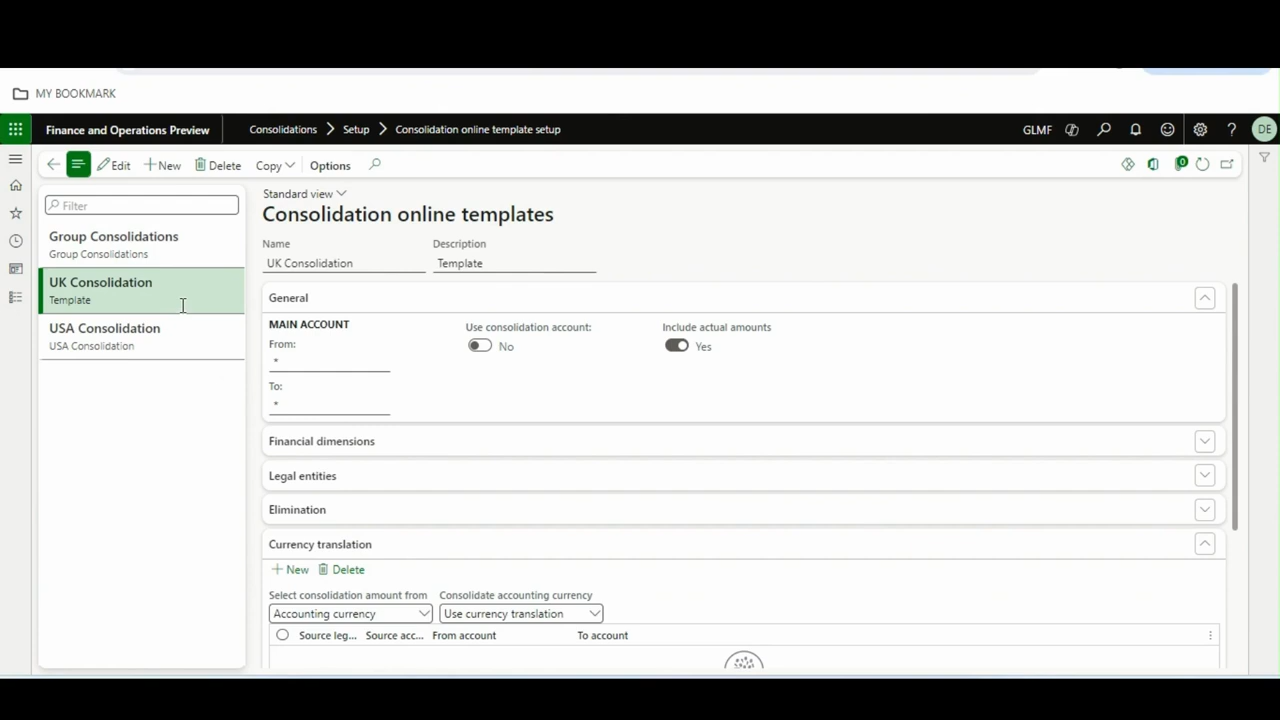 MY BOOKMARK
Finance and Operations Preview
Consolidations
Setup
Consolidation online template setup
GLMF
DE
Edit
New
Delete
Copy
Options
0
Filter
Group Consolidations
Group Consolidations
UK Consolidation
Template
USA Consolidation
USA Consolidation
Standard view
Consolidation online templates
Name
Description
UK Consolidation
Template
General
MAIN ACCOUNT
Use consolidation account:
Include actual amounts
From:
No
Yes
*
To:
*
Financial dimensions
Legal entities
Elimination
Currency translation
New
Delete
Select consolidation amount from
Consolidate accounting currency
Accounting currency
Use currency translation
Source leg...
Source acc...
From account
To account